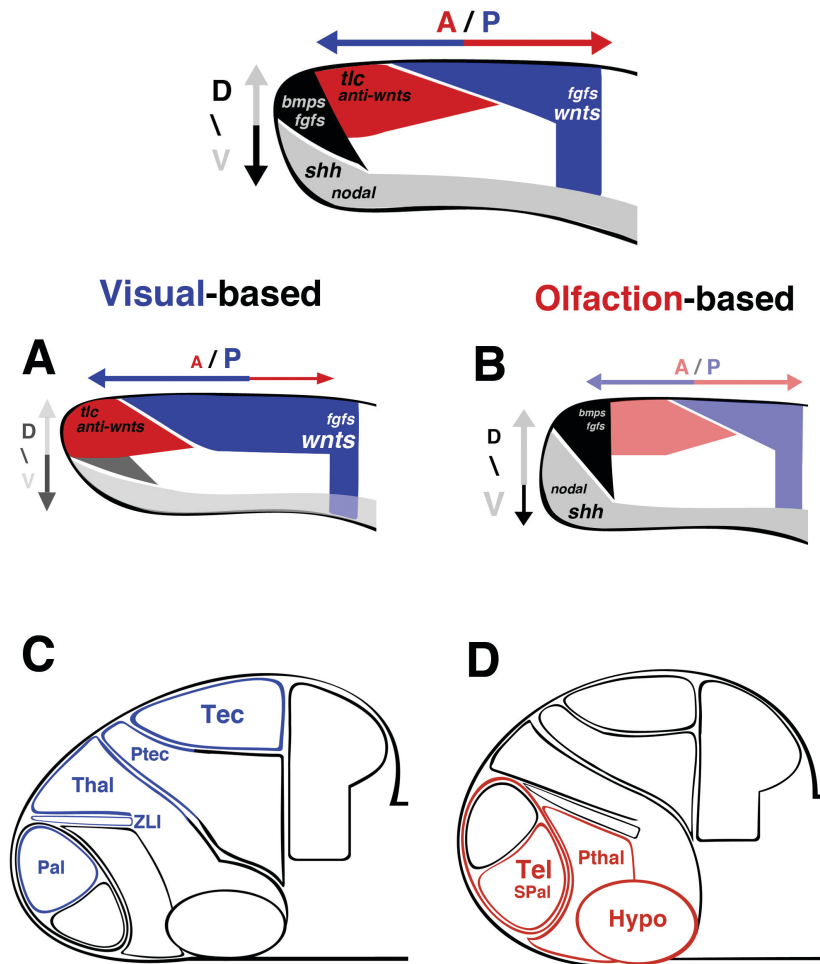 A / P
D
\
V
bmps
fgfs
tlc
anti-wnts
fgfs
wnts
shh
nodal
Visual-based
Olfaction-based
A
A / P
D
\
V
tlc
anti-wnts
fgfs
wnts
B
A / P
D
\
V
bmps
fgfs
nodal
shh
C
Tec
Ptec
Thal
ZLI
Pal
D
Tel
SPal
Pthal
Hypo